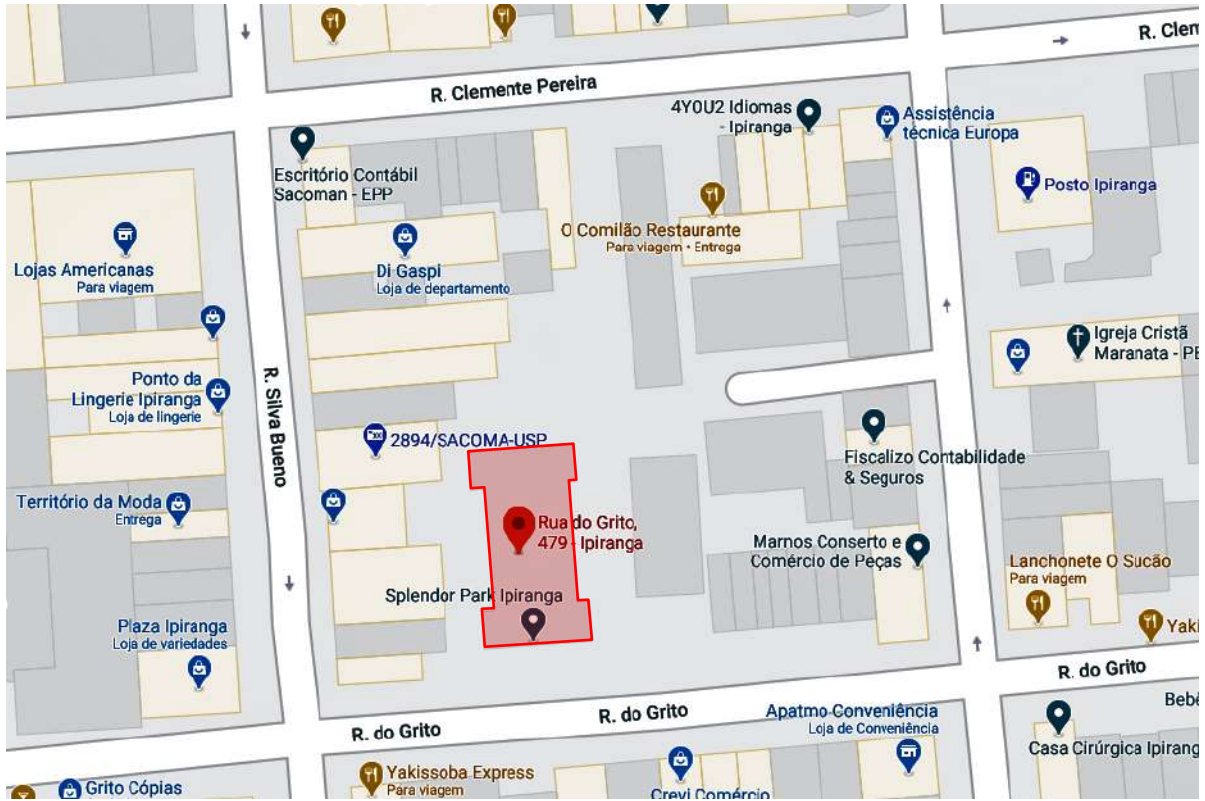 R. Clemente Pereira
R. Clem
4Y0U2 Idiomas
- Ipiranga
Assistência
técnica Europa
Escritório Contábil
Sacoman - EPP
Posto Ipiranga
O Comilão Restaurante
Para viagem • Entrega
Lojas Americanas
Para viagem
Di Gaspi
Loja de departamento
Igreja Cristã
Maranata - PE
Ponto da
Lingerie Ipiranga
Loja de lingerie
R. Silva Bueno
2894/SACOMA-USP
Fiscalizo Contabilidade
& Seguros
Território da Moda
Entrega
Rua do Grito,
479 - Ipiranga
Marnos Conserto e
Comércio de Peças
Lanchonete O Sucão
Para viagem
Splendor Park Ipiranga
Plaza Ipiranga
Loja de variedades
Yaki
R. do Grito
R. do Grito
R. do Grito
Bebê
Apatmo Conveniência
Loja de Conveniência
Casa Cirúrgica Ipirang
Yakissoba Express
Para viagem
Grito Cópias
Crevi Comércio